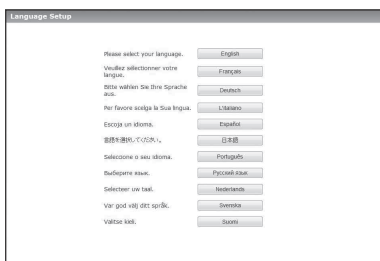 Language Setup
Please select your language.
English
Veuillez sélectionner votre
langue.
Français
Bitte wählen Sie Ihre Sprache
aus.
Deutsch
Per favore scelga la Sua lingua.
L'italiano
Escoja un idioma.
Español
言語を選択してください。
日本語
Seleccione o seu idioma.
Português
Выберите язык.
Русский язык
Selecteer uw taal.
Nederlands
Var god välj ditt språk.
Svenska
Valitse kieli.
Suomi